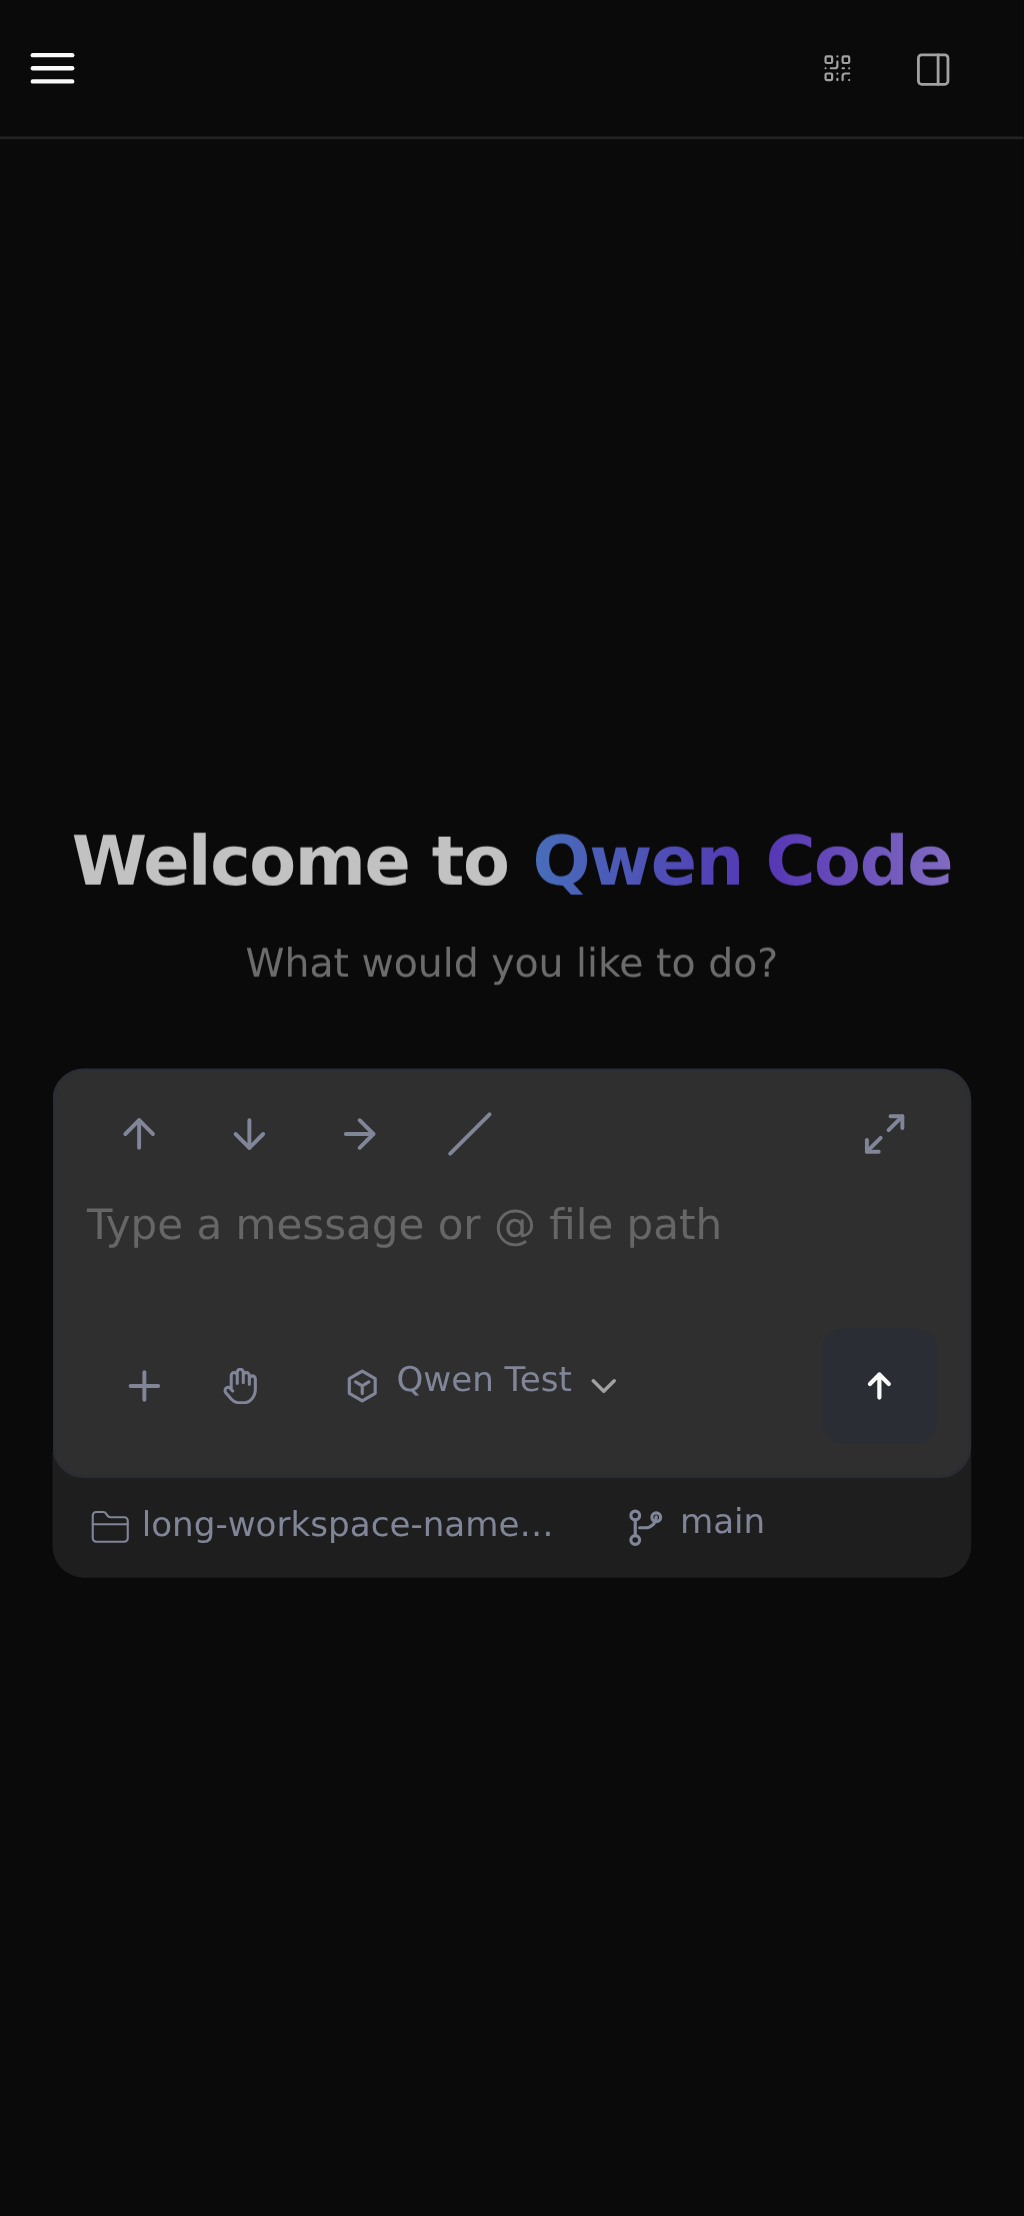 Welcome to Qwen Code
What would you like to do?
Type a message or @ file path
Qwen Test
long-workspace-name...
main